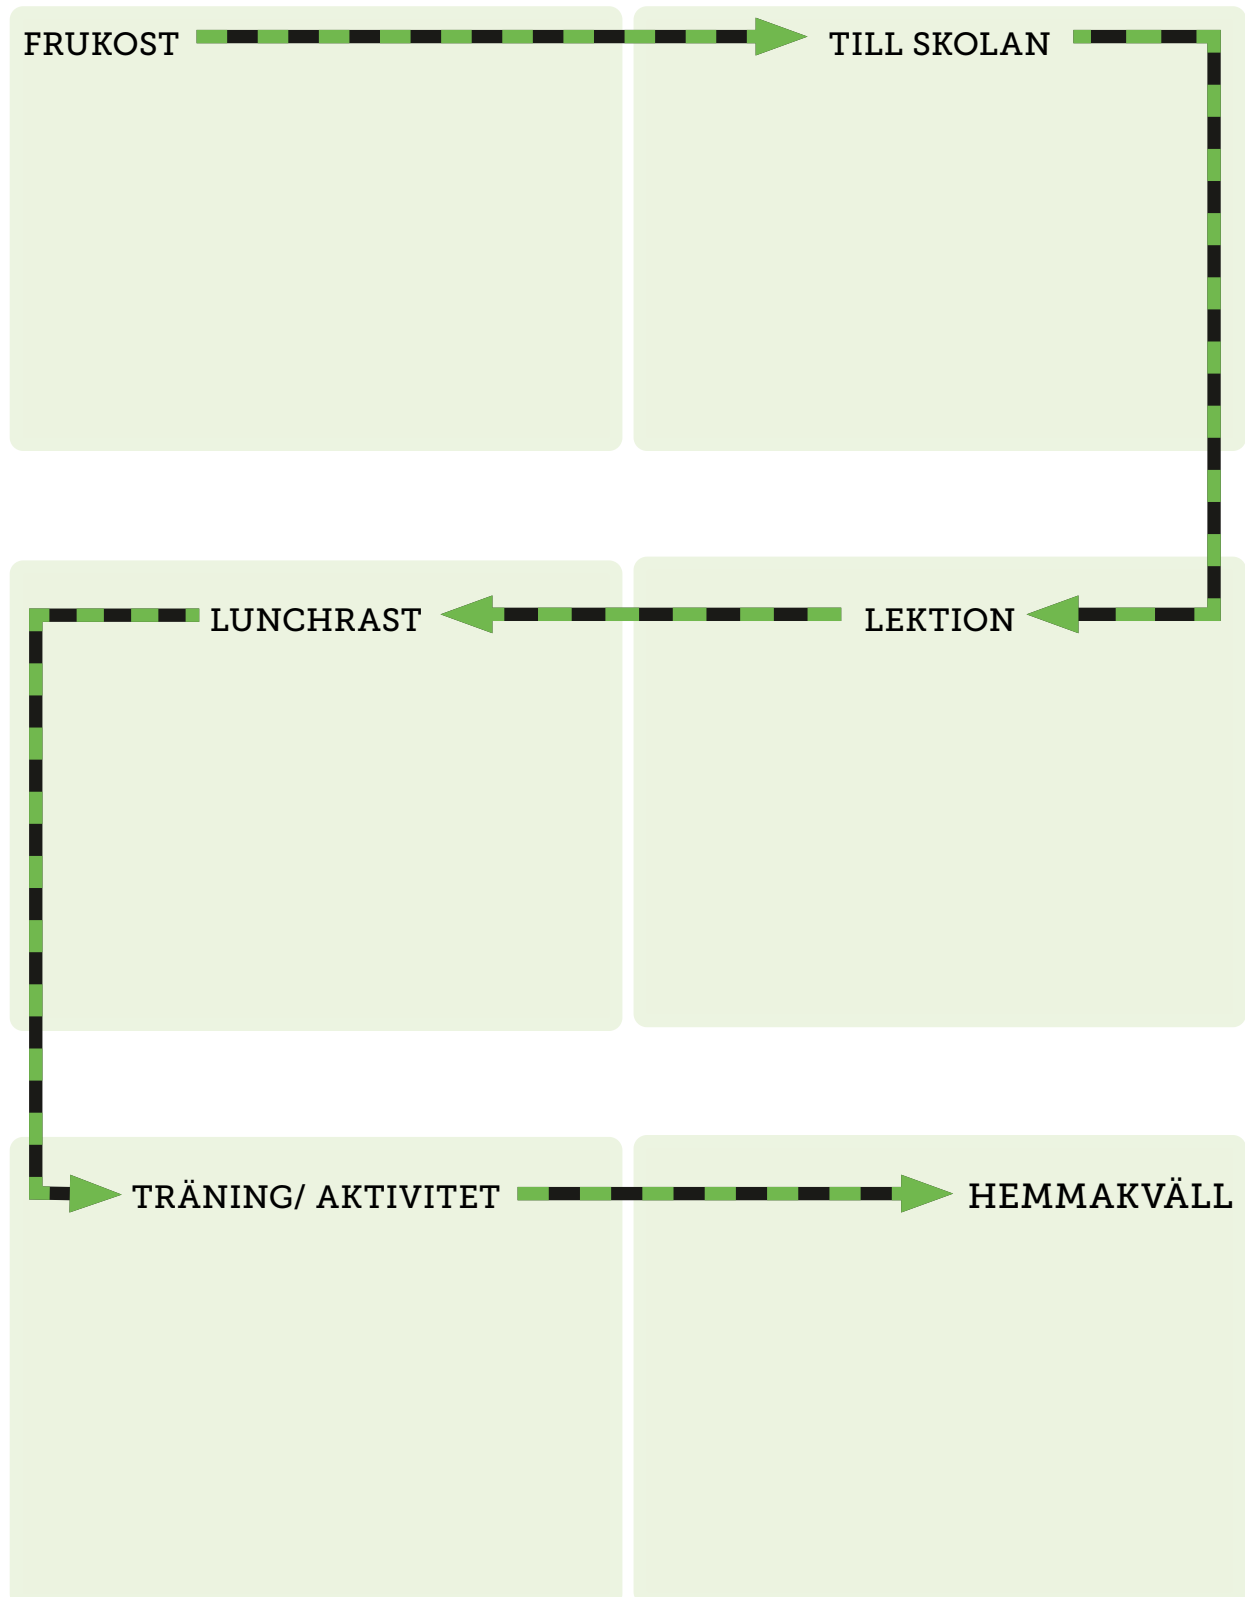 FRUKOST
TILL SKOLAN
LEKTION
LUNCHRAST
TRÄNING/ AKTIVITET
HEMMAKVÄLL